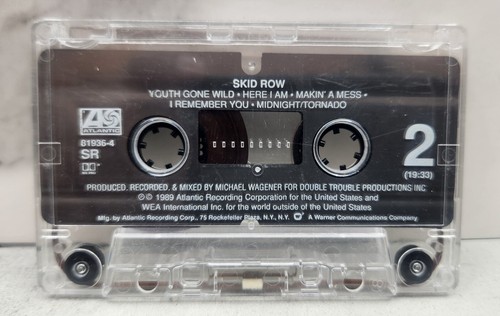 SKID ROW
YOUTH GONE WILD • HERE I AM • MAKIN' A MESS •
I REMEMBER YOU • MIDNIGHT/TORNADO
ATLANTIC
81936-4
SR
2
(19:33)
PRODUCED, RECORDED, & MIXED BY MICHAEL WAGENER FOR DOUBLE TROUBLE PRODUCTIONS INC
℗© 1989 Atlantic Recording Corporation for the United States and
WEA International Inc. for the world outside of the United States
Mfg. by Atlantic Recording Corp., 75 Rockefeller Plaza, N.Y., N.Y. A Warner Communications Company